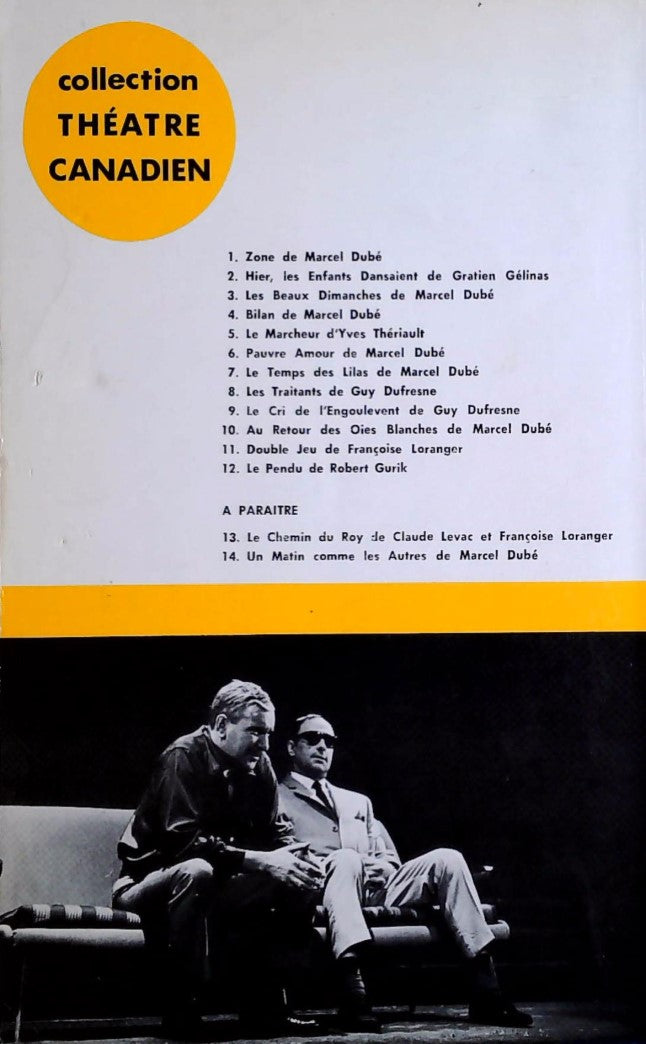 collection
THÉATRE
CANADIEN
1. Zone de Marcel Dubé
2. Hier, les Enfants Dansaient de Gratien Gélinas
3. Les Beaux Dimanches de Marcel Dubé
4. Bilan de Marcel Dubé
5. Le Marcheur d'Yves Thériault
6. Pauvre Amour de Marcel Dubé
7. Le Temps des Lilas de Marcel Dubé
8. Les Traitants de Guy Dufresne
9. Le Cri de l'Engoulevent de Guy Dufresne
10. Au Retour des Oies Blanches de Marcel Dubé
11. Double Jeu de Françoise Loranger
12. Le Pendu de Robert Gurik
A PARAITRE
13. Le Chemin du Roy de Claude Levac et Françoise Loranger
14. Un Matin comme les Autres de Marcel Dubé